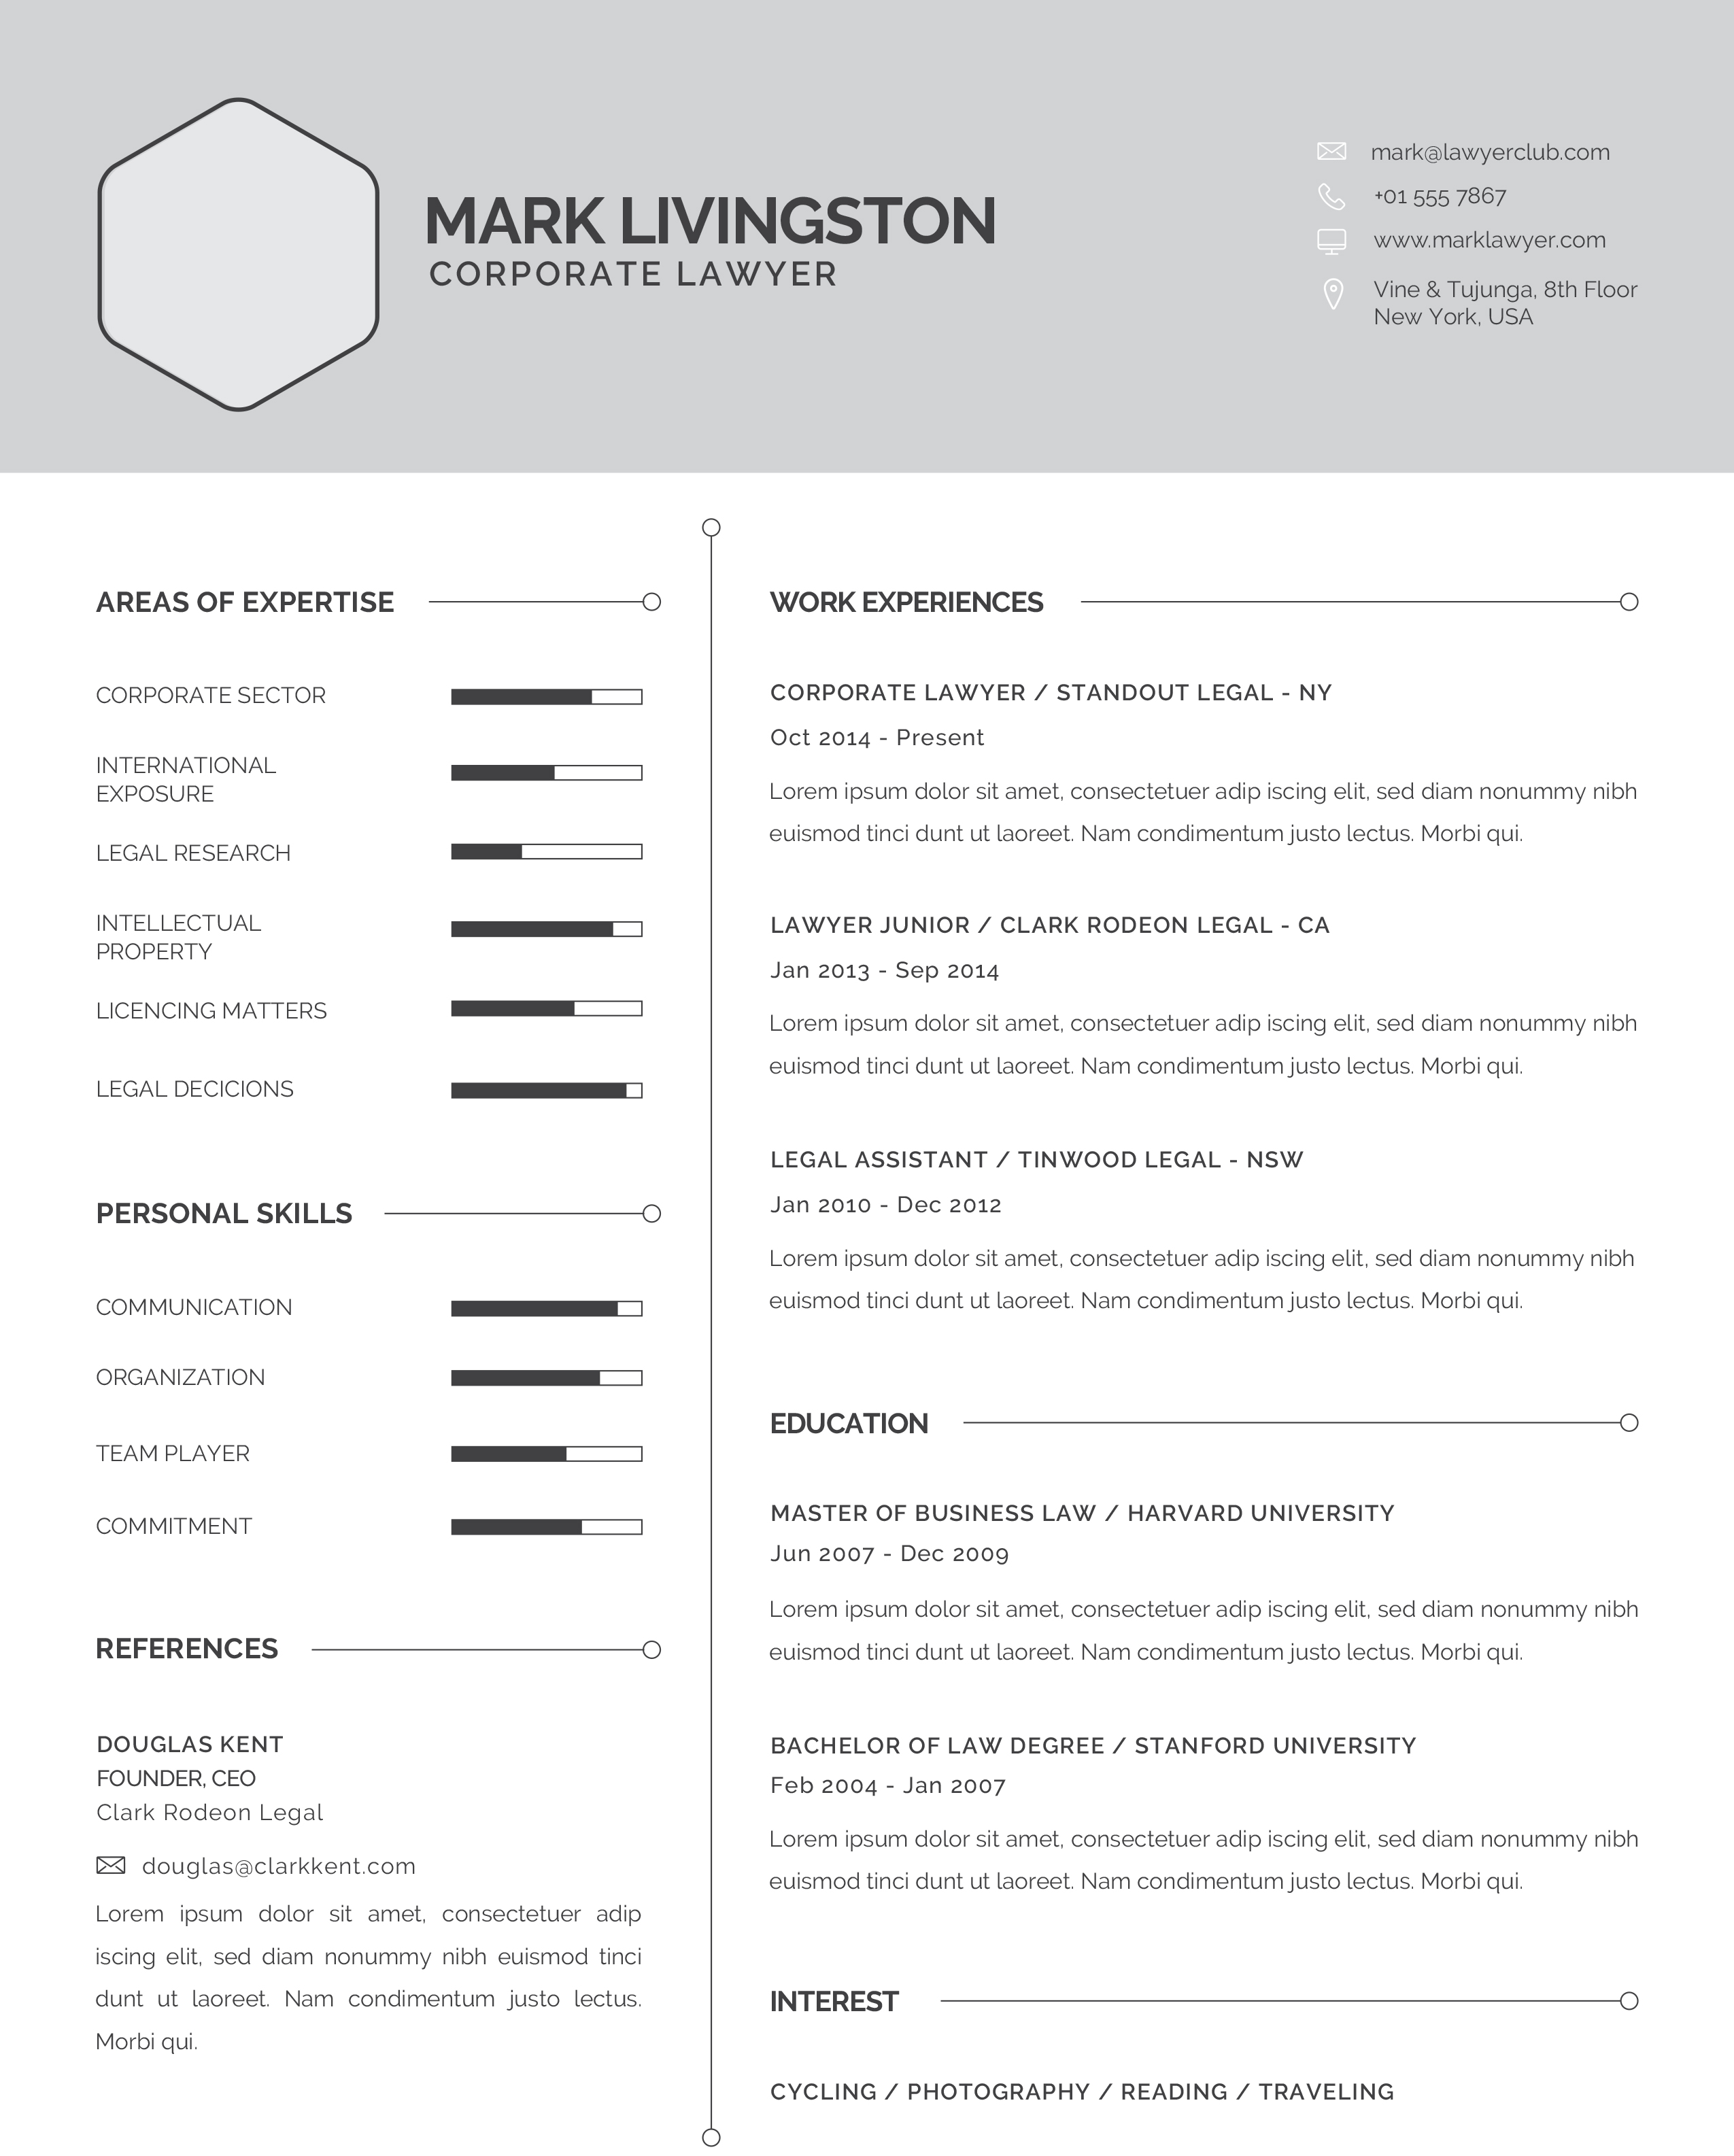 MARK LIVINGSTON
CORPORATE LAWYER
mark@lawyerclub.com
+01 555 7867
www.marklawyer.com
Vine & Tujunga, 8th Floor
New York, USA
AREAS OF EXPERTISE
CORPORATE SECTOR
INTERNATIONAL
EXPOSURE
LEGAL RESEARCH
INTELLECTUAL
PROPERTY
LICENCING MATTERS
LEGAL DECICIONS
PERSONAL SKILLS
COMMUNICATION
ORGANIZATION
TEAM PLAYER
COMMITMENT
REFERENCES
DOUGLAS KENT
FOUNDER, CEO
Clark Rodeon Legal
douglas@clarkkent.com
Lorem ipsum dolor sit amet, consectetuer adip
iscing elit, sed diam nonummy nibh euismod tinci
dunt ut laoreet. Nam condimentum justo lectus.
Morbi qui.
WORK EXPERIENCES
CORPORATE LAWYER / STANDOUT LEGAL - NY
Oct 2014 - Present
Lorem ipsum dolor sit amet, consectetuer adip iscing elit, sed diam nonummy nibh
euismod tinci dunt ut laoreet. Nam condimentum justo lectus. Morbi qui.
LAWYER JUNIOR / CLARK RODEON LEGAL - CA
Jan 2013 - Sep 2014
Lorem ipsum dolor sit amet, consectetuer adip iscing elit, sed diam nonummy nibh
euismod tinci dunt ut laoreet. Nam condimentum justo lectus. Morbi qui.
LEGAL ASSISTANT / TINWOOD LEGAL - NSW
Jan 2010 - Dec 2012
Lorem ipsum dolor sit amet, consectetuer adip iscing elit, sed diam nonummy nibh
euismod tinci dunt ut laoreet. Nam condimentum justo lectus. Morbi qui.
EDUCATION
MASTER OF BUSINESS LAW / HARVARD UNIVERSITY
Jun 2007 - Dec 2009
Lorem ipsum dolor sit amet, consectetuer adip iscing elit, sed diam nonummy nibh
euismod tinci dunt ut laoreet. Nam condimentum justo lectus. Morbi qui.
BACHELOR OF LAW DEGREE / STANFORD UNIVERSITY
Feb 2004 - Jan 2007
Lorem ipsum dolor sit amet, consectetuer adip iscing elit, sed diam nonummy nibh
euismod tinci dunt ut laoreet. Nam condimentum justo lectus. Morbi qui.
INTEREST
CYCLING / PHOTOGRAPHY / READING / TRAVELING